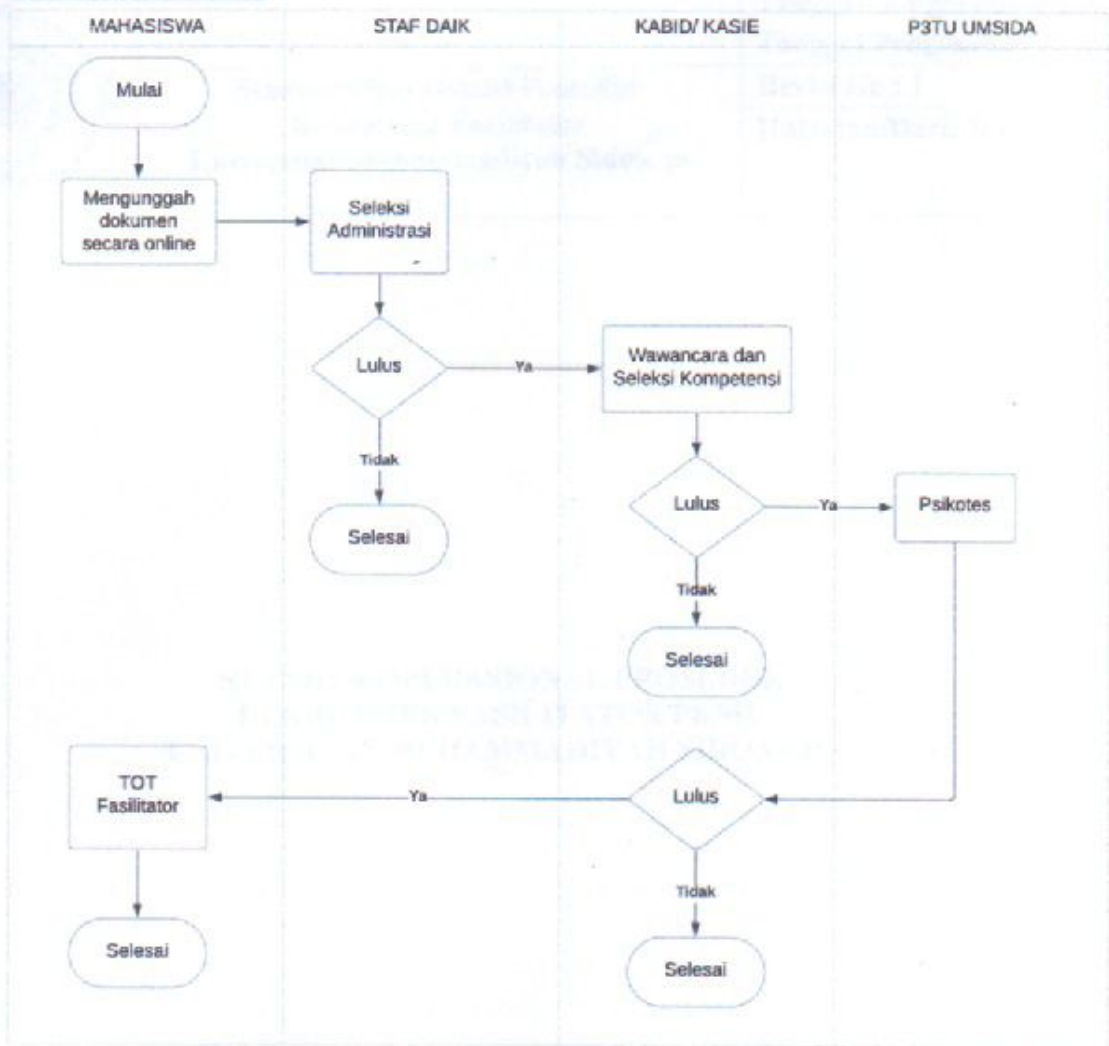 MAHASISWA
STAF DAIK
KABID/ KASIE
P3TU UMSIDA
Mulai
Mengunggah
dokumen
secara online
Seleksi
Administrasi
Lulus
Ya
Wawancara dan
Seleksi Kompetensi
Tidak
Selesai
Lulus
Ya
Psikotes
Tidak
Selesai
TOT
Fasilitator
Ya
Lulus
Tidak
Selesai
Selesai